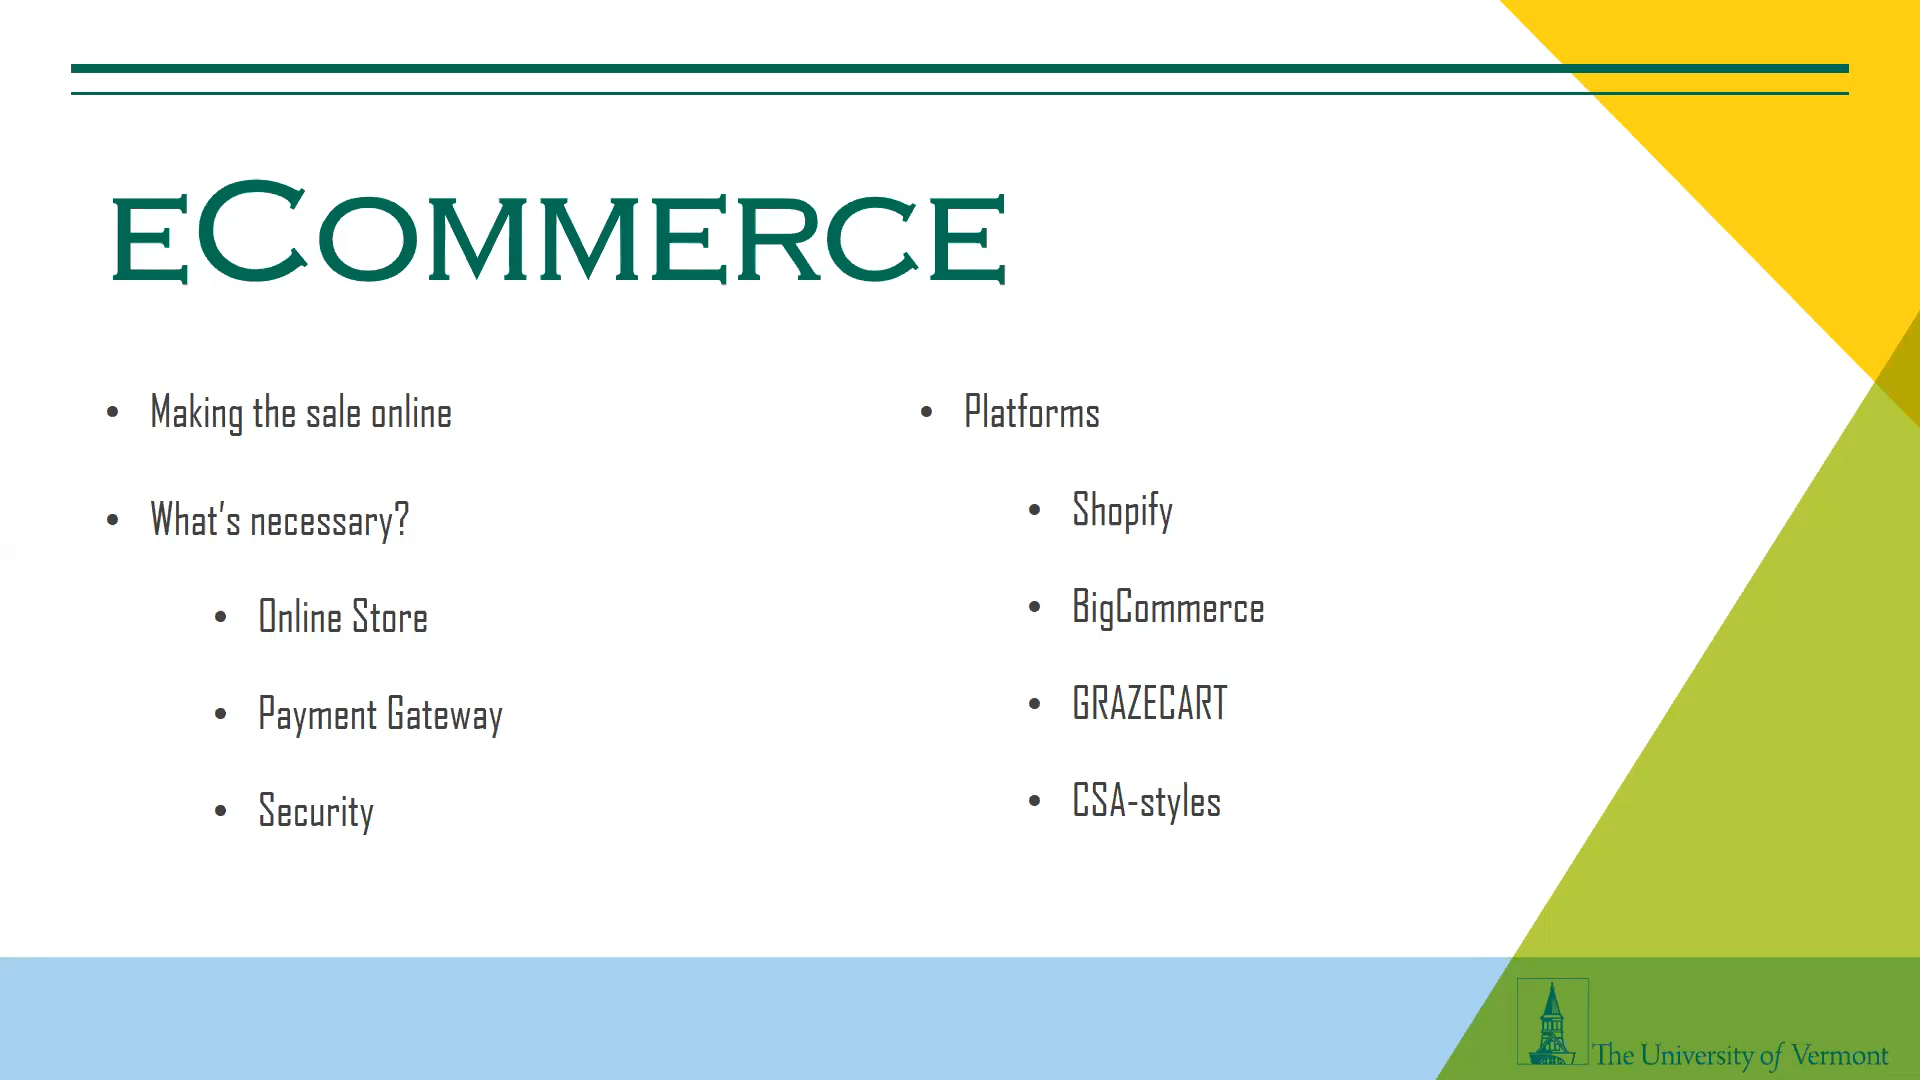 eCommerce
• Making the sale online
• What's necessary?
• Online Store
• Payment Gateway
• Security
• Platforms
• Shopify
• BigCommerce
• GRAZECART
• CSA-styles
The University of Vermont